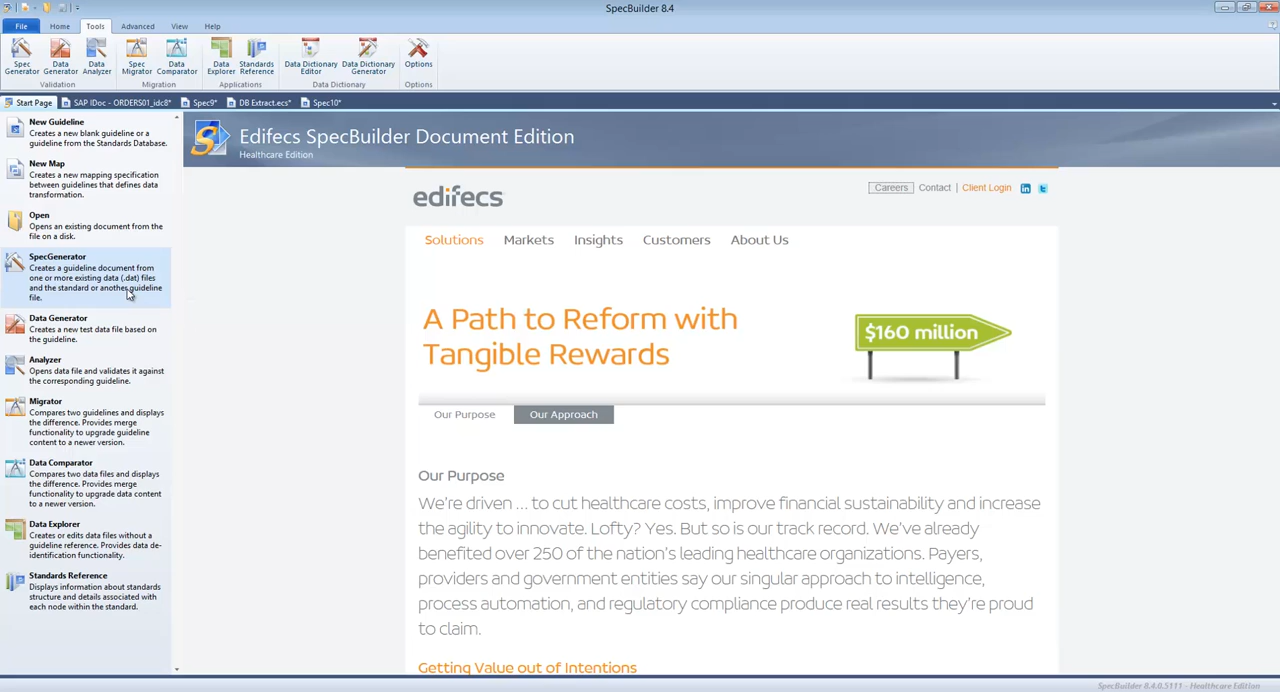 SpecBuilder 8.4
File Home Tools Advanced View Help
Spec Generator
Data Generator
Data Analyzer
Spec Migrator
Data Comparator
Data Explorer
Standards Reference
Data Dictionary Editor
Data Dictionary Generator
Options
Validation Migration Applications Data Dictionary Options
Start Page SAP IDoc - ORDERS01_idc8* Spec9* DB Extract.ecs* Spec10*
New Guideline
Creates a new blank guideline or a
guideline from the Standards Database.
New Map
Creates a new mapping specification
between guidelines that defines data
transformation.
Open
Opens an existing document from the
file on a disk.
SpecGenerator
Creates a guideline document from
one or more existing data (.dat) files
and the standard or another guideline
file.
Data Generator
Creates a new test data file based on
the guideline.
Analyzer
Opens data file and validates it against
the corresponding guideline.
Migrator
Compares two guidelines and displays
the difference. Provides merge
functionality to upgrade guideline
content to a newer version.
Data Comparator
Compares two data files and displays
the difference. Provides merge
functionality to upgrade data content
to a newer version.
Data Explorer
Creates or edits data files without a
guideline reference. Provides data de-
identification functionality.
Standards Reference
Displays information about standards
structure and details associated with
each node within the standard.
Edifecs SpecBuilder Document Edition
Healthcare Edition
edifecs
Careers Contact | Client Login
Solutions Markets Insights Customers About Us
A Path to Reform with
Tangible Rewards
$160 million
Our Purpose Our Approach
Our Purpose
We're driven ... to cut healthcare costs, improve financial sustainability and increase
the agility to innovate. Lofty? Yes. But so is our track record. We've already
benefited over 250 of the nation's leading healthcare organizations. Payers,
providers and government entities say our singular approach to intelligence,
process automation, and regulatory compliance produce real results they're proud
to claim.
Getting Value out of Intentions
SpecBuilder 8.4.0.5111 - Healthcare Edition